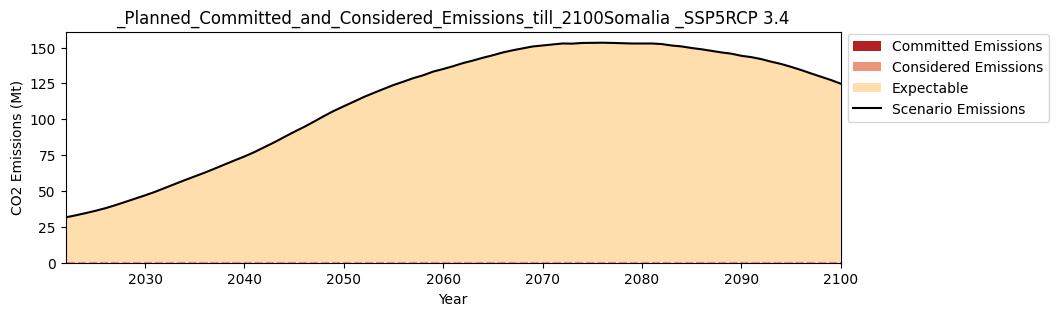 _Planned_Committed_and_Considered_Emissions_till_2100Somalia _SSP5RCP 3.4
CO2 Emissions (Mt)
150
125
100
75
50
25
0
2030 2040 2050 2060 2070 2080 2090 2100
Year
Committed Emissions
Considered Emissions
Expectable
Scenario Emissions